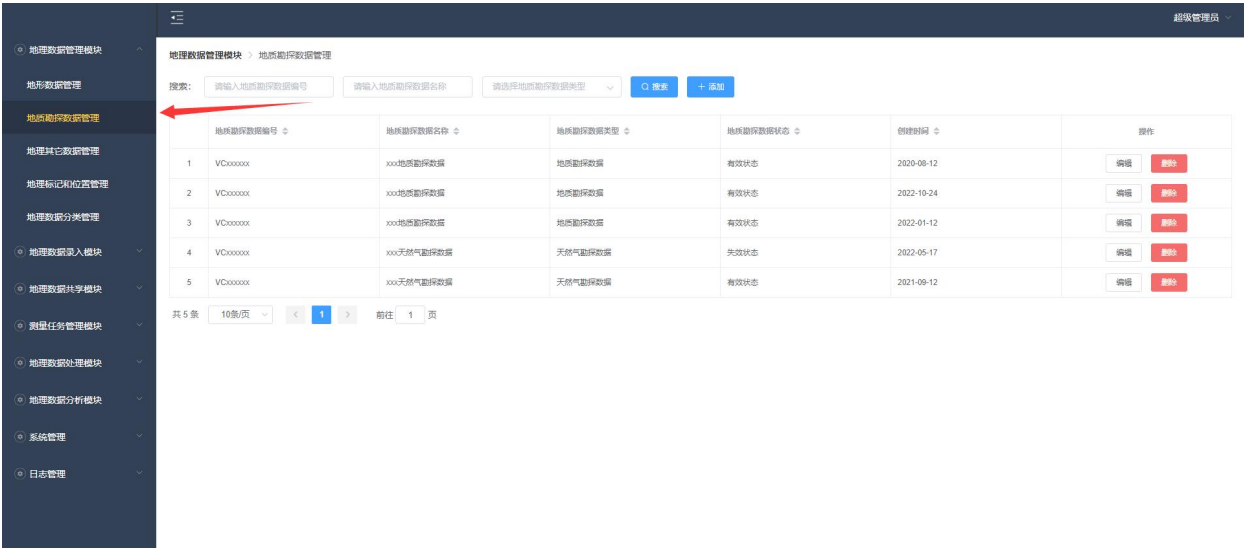 超级管理员
地理数据管理模块
地形数据管理
地质勘探数据管理
地理其它数据管理
地理标记和位置管理
地理数据分类管理
地理数据录入模块
地理数据共享模块
测量任务管理模块
地理数据处理模块
地理数据分析模块
系统管理
日志管理
地理数据管理模块 > 地质勘探数据管理
搜索: 请输入地质勘探数据编号 请输入地质勘探数据名称 请选择地质勘探数据类型 搜索 + 添加
地质勘探数据编号 地质勘探数据名称 地质勘探数据类型 地质勘探数据状态 创建时间 操作
1 VCxxxxxx xxx地质勘探数据 地质勘探数据 有效状态 2020-08-12 编辑 删除
2 VCxxxxxx xxx地质勘探数据 地质勘探数据 有效状态 2022-10-24 编辑 删除
3 VCxxxxxx xxx地质勘探数据 地质勘探数据 有效状态 2022-01-12 编辑 删除
4 VCxxxxxx xxx天然气勘探数据 天然气勘探数据 失效状态 2022-05-17 编辑 删除
5 VCxxxxxx xxx天然气勘探数据 天然气勘探数据 有效状态 2021-09-12 编辑 删除
共 5 条 10条/页 < 1 > 前往 1 页